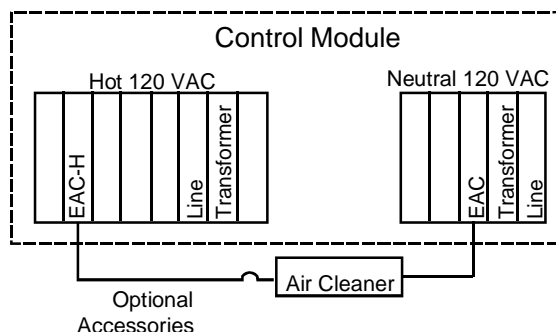 Control Module
Hot 120 VAC
Neutral 120 VAC
EAC-H
Line
Transformer
EAC
Transformer
Line
Air Cleaner
Optional
Accessories